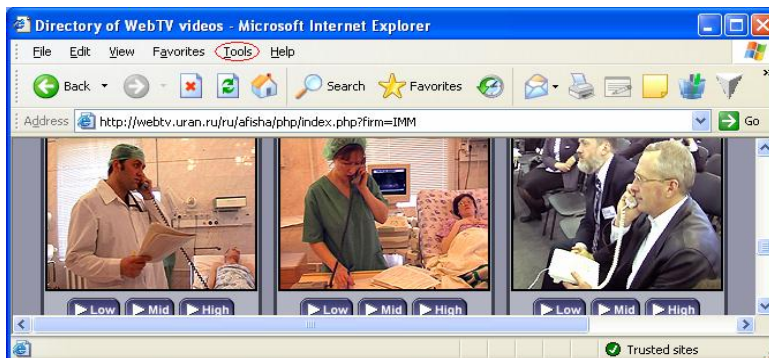 Directory of WebTV videos - Microsoft Internet Explorer
File Edit View Favorites Tools Help
Back Search Favorites »
Address http://webtv.uran.ru/ru/afisha/php/index.php?firm=IMM Go
Low Mid High Low Mid High Low Mid High
Trusted sites